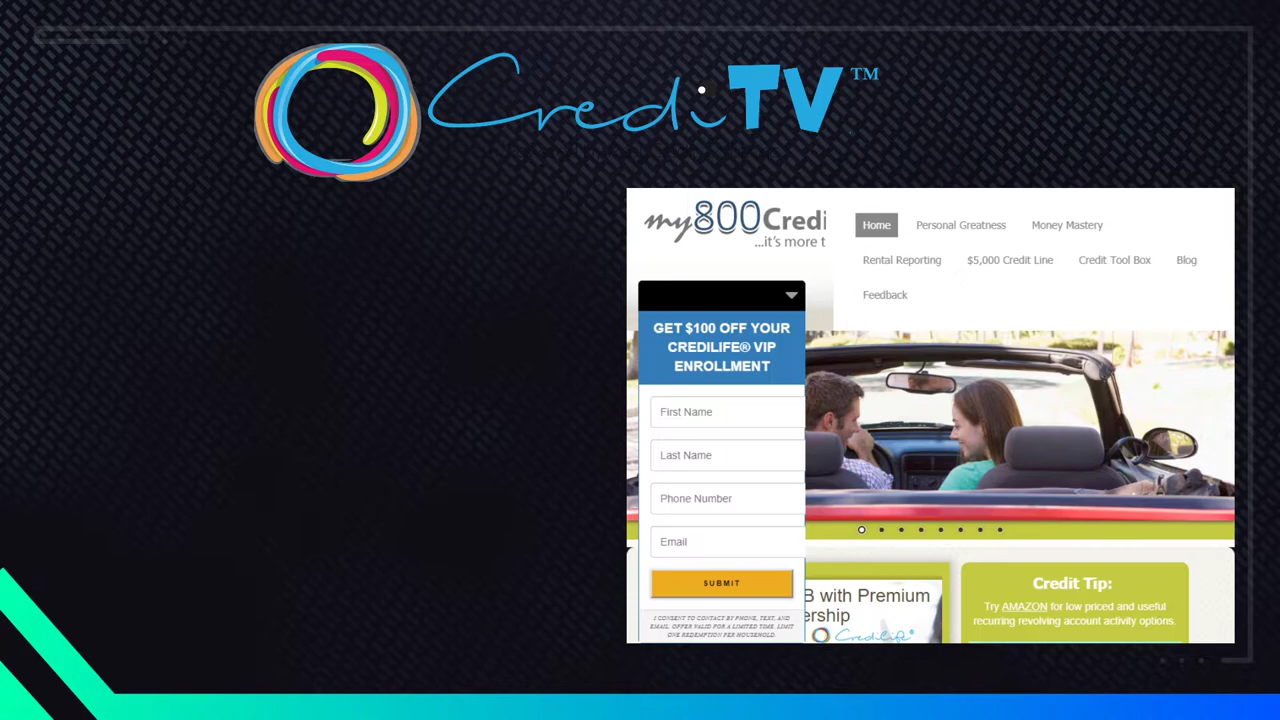 CrediTV™
my800Credi
...it's more t
Home
Personal Greatness
Money Mastery
Rental Reporting
$5,000 Credit Line
Credit Tool Box
Blog
Feedback
GET $100 OFF YOUR
CREDILIFE® VIP
ENROLLMENT
First Name
Last Name
Phone Number
Email
SUBMIT
I CONSENT TO CONTACT BY PHONE, TEXT, AND
EMAIL. OFFER VALID FOR A LIMITED TIME. LIMIT
ONE REDEMPTION PER HOUSEHOLD.
B with Premium
ership
CrediLife®
Credit Tip:
Try AMAZON for low priced and useful
recurring revolving account activity options.